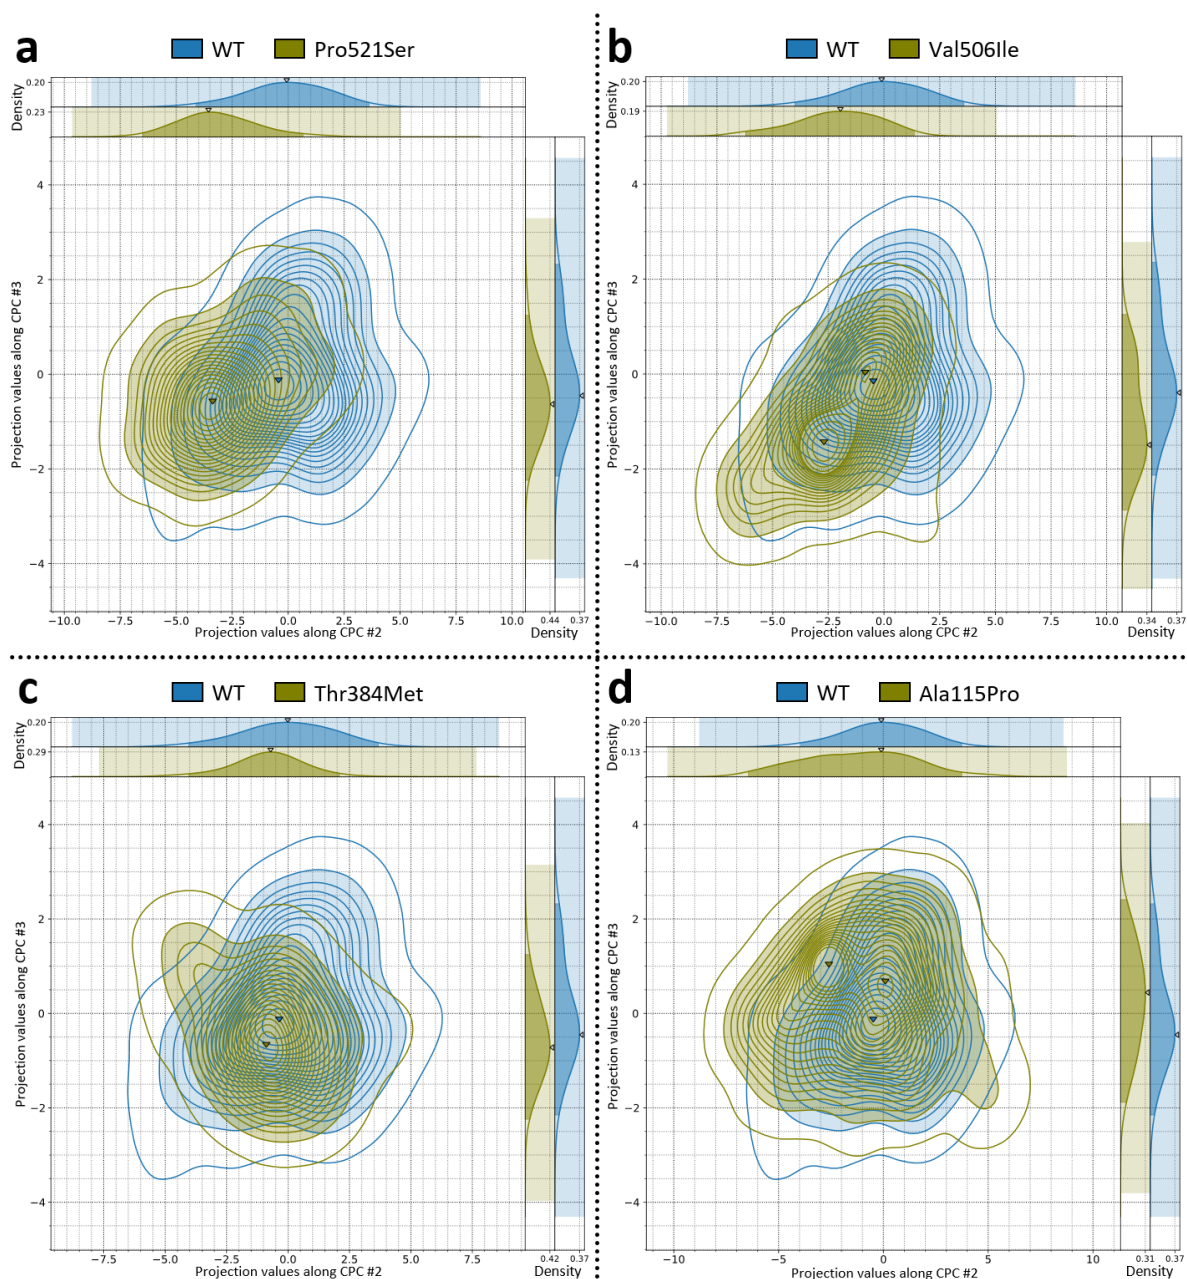 a
WT Pro521Ser
Density
0.20
0.23
Projection values along CPC #3
4
2
0
−2
−4
−10.0 −7.5 −5.0 −2.5 0.0 2.5 5.0 7.5 10.0
Projection values along CPC #2
0.44 0.37
Density
b
WT Val506Ile
Density
0.20
0.19
Projection values along CPC #3
4
2
0
−2
−4
−10.0 −7.5 −5.0 −2.5 0.0 2.5 5.0 7.5 10.0
Projection values along CPC #2
0.34 0.37
Density
c
WT Thr384Met
Density
0.20
0.29
Projection values along CPC #3
4
2
0
−2
−4
−7.5 −5.0 −2.5 0.0 2.5 5.0 7.5
Projection values along CPC #2
0.42 0.37
Density
d
WT Ala115Pro
Density
0.20
0.13
Projection values along CPC #3
4
2
0
−2
−4
−10 −5 0 5 10
Projection values along CPC #2
0.31 0.37
Density